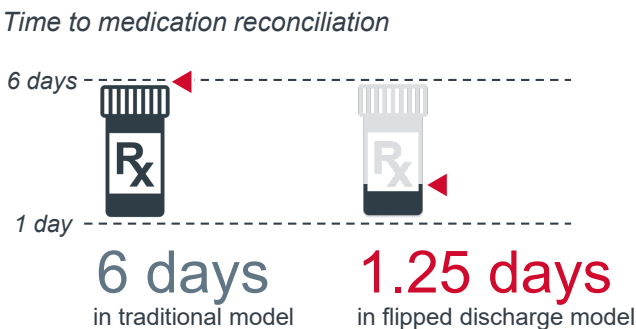 Time to medication reconciliation
6 days
Rx
Rx
1 day
6 days
in traditional model
1.25 days
in flipped discharge model